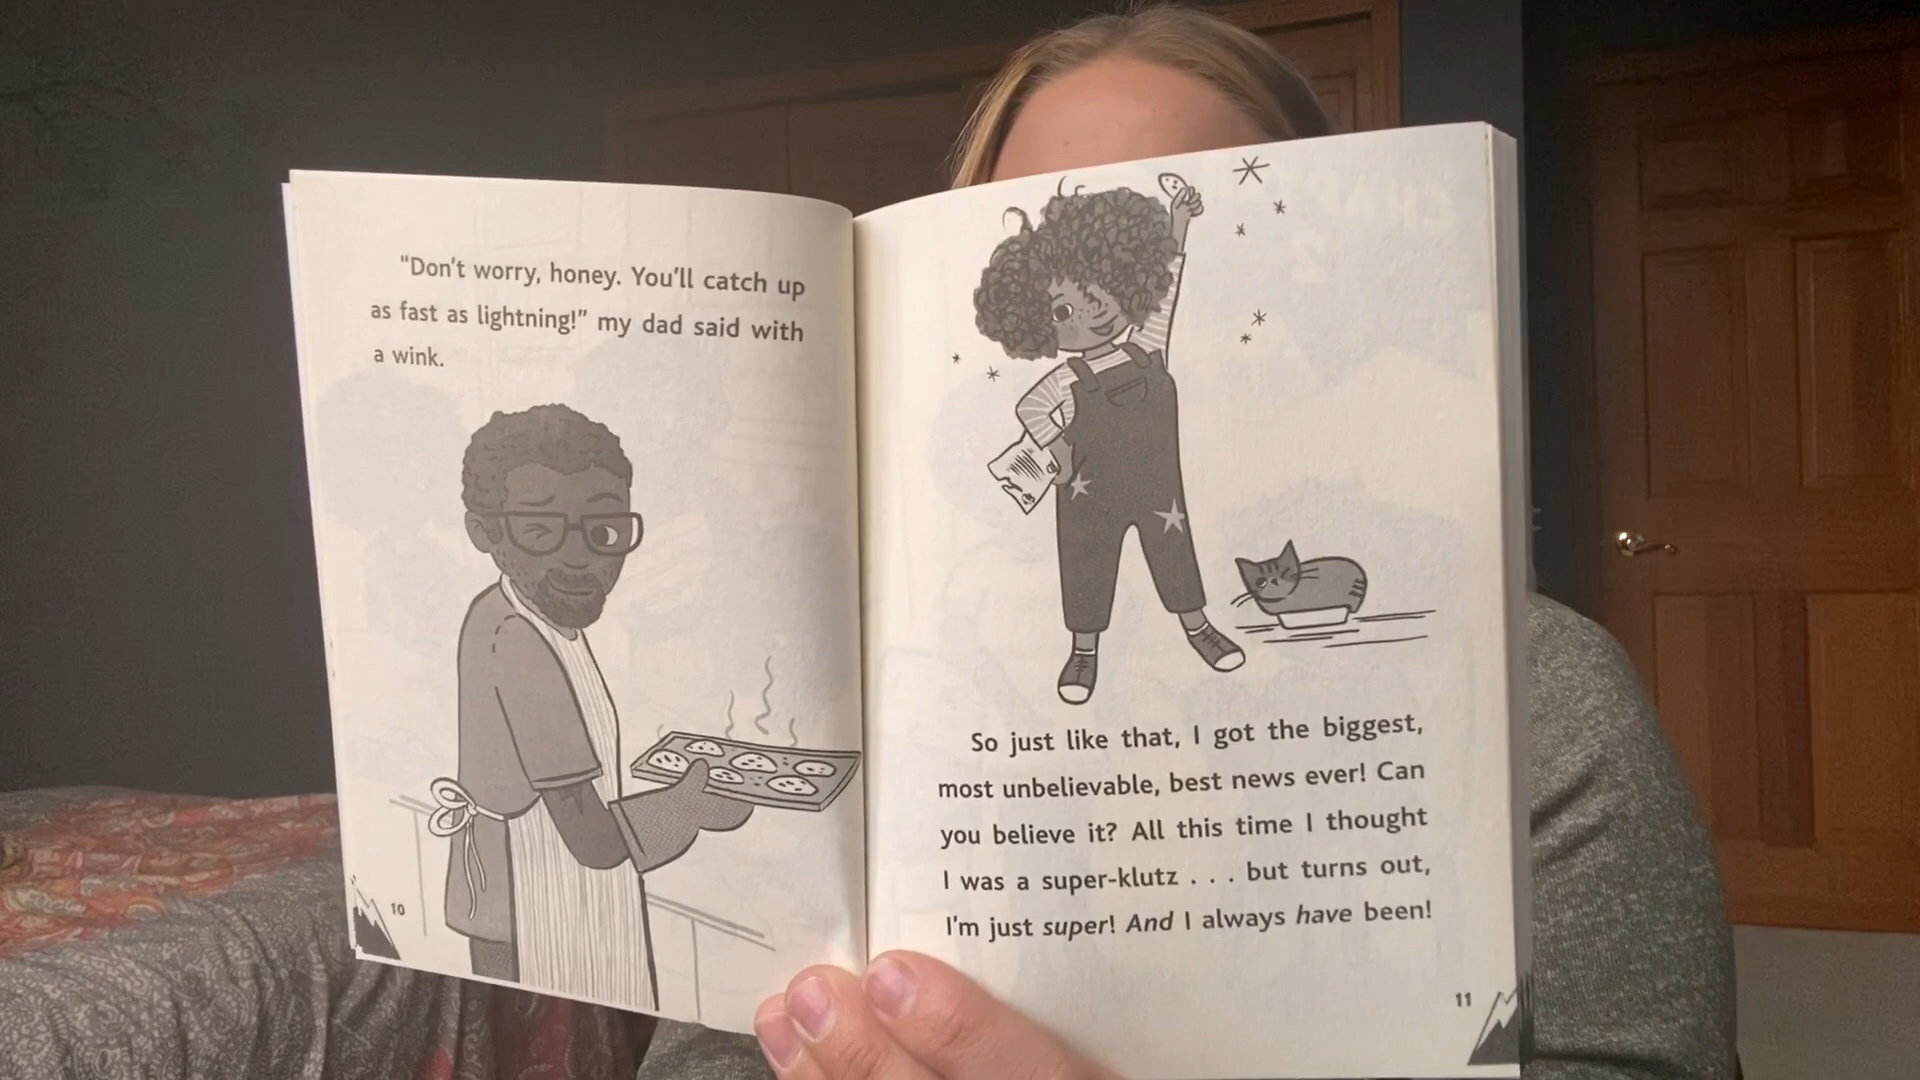 "Don't worry, honey. You'll catch up
as fast as lightning!" my dad said with
a wink.
10
So just like that, I got the biggest,
most unbelievable, best news ever! Can
you believe it? All this time I thought
I was a super-klutz . . . but turns out,
I'm just super! And I always have been!
11